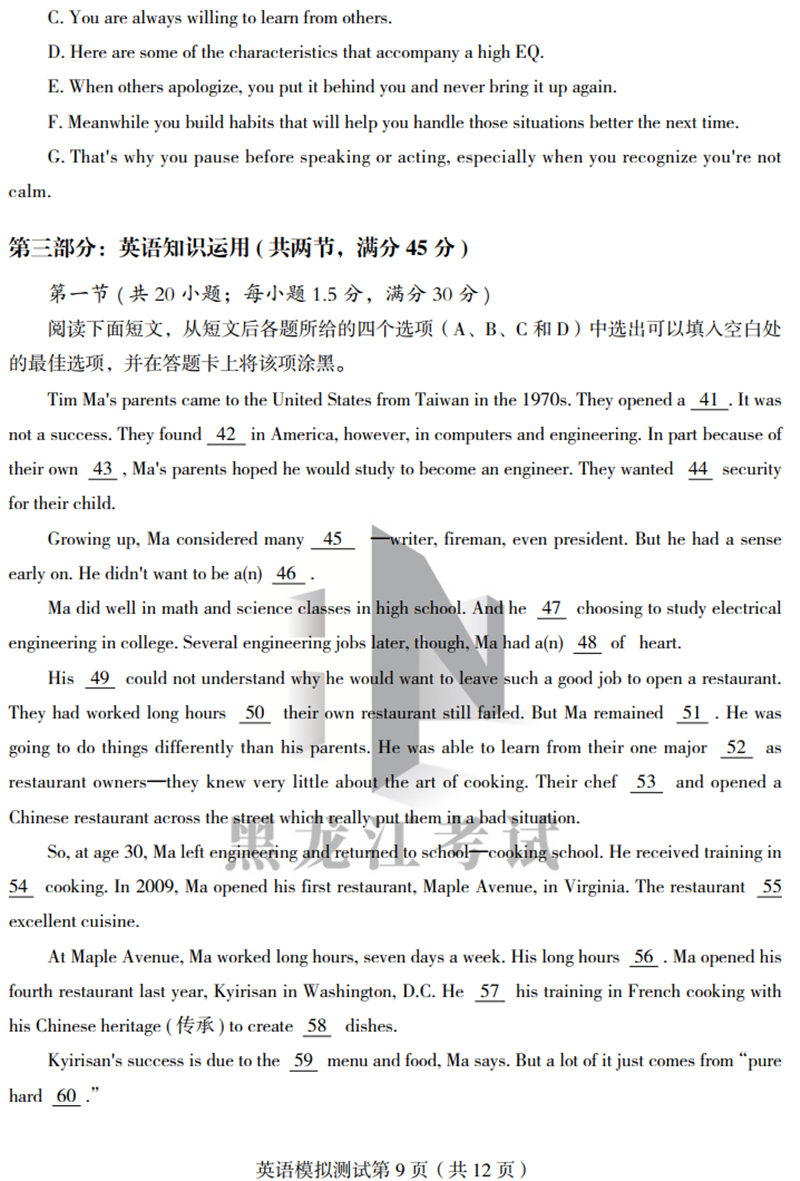 C. You are always willing to learn from others.
D. Here are some of the characteristics that accompany a high EQ.
E. When others apologize, you put it behind you and never bring it up again.
F. Meanwhile you build habits that will help you handle those situations better the next time.
G. That's why you pause before speaking or acting, especially when you recognize you're not
calm.
第三部分：英语知识运用 ( 共两节，满分 45 分 )
第一节 ( 共 20 小题；每小题 1.5 分，满分 30 分 )
阅读下面短文，从短文后各题所给的四个选项（A、B、C 和 D）中选出可以填入空白处
的最佳选项，并在答题卡上将该项涂黑。
Tim Ma's parents came to the United States from Taiwan in the 1970s. They opened a 41 . It was
not a success. They found 42 in America, however, in computers and engineering. In part because of
their own 43 , Ma's parents hoped he would study to become an engineer. They wanted 44 security
for their child.
Growing up, Ma considered many 45 —writer, fireman, even president. But he had a sense
early on. He didn't want to be a(n) 46 .
Ma did well in math and science classes in high school. And he 47 choosing to study electrical
engineering in college. Several engineering jobs later, though, Ma had a(n) 48 of heart.
His 49 could not understand why he would want to leave such a good job to open a restaurant.
They had worked long hours 50 their own restaurant still failed. But Ma remained 51 . He was
going to do things differently than his parents. He was able to learn from their one major 52 as
restaurant owners—they knew very little about the art of cooking. Their chef 53 and opened a
Chinese restaurant across the street which really put them in a bad situation.
黑龙江考试
So, at age 30, Ma left engineering and returned to school—cooking school. He received training in
54 cooking. In 2009, Ma opened his first restaurant, Maple Avenue, in Virginia. The restaurant 55
excellent cuisine.
At Maple Avenue, Ma worked long hours, seven days a week. His long hours 56 . Ma opened his
fourth restaurant last year, Kyirisan in Washington, D.C. He 57 his training in French cooking with
his Chinese heritage ( 传承 ) to create 58 dishes.
Kyirisan's success is due to the 59 menu and food, Ma says. But a lot of it just comes from “pure
hard 60 .”
英语模拟测试第 9 页（共 12 页）